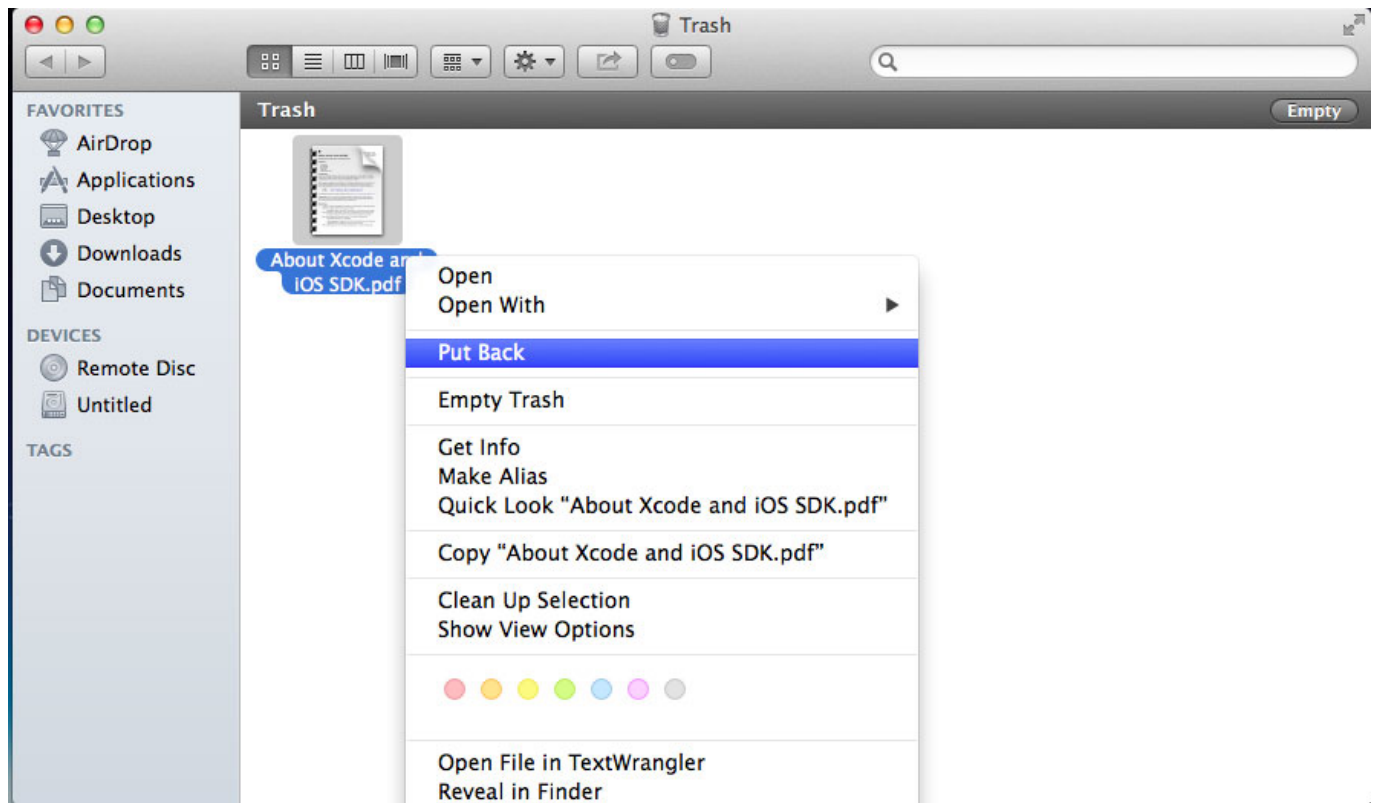 Trash
FAVORITES
AirDrop
Applications
Desktop
Downloads
Documents
DEVICES
Remote Disc
Untitled
TAGS
Trash
Empty
About Xcode and
iOS SDK.pdf
Open
Open With
Put Back
Empty Trash
Get Info
Make Alias
Quick Look “About Xcode and iOS SDK.pdf”
Copy “About Xcode and iOS SDK.pdf”
Clean Up Selection
Show View Options
Open File in TextWrangler
Reveal in Finder